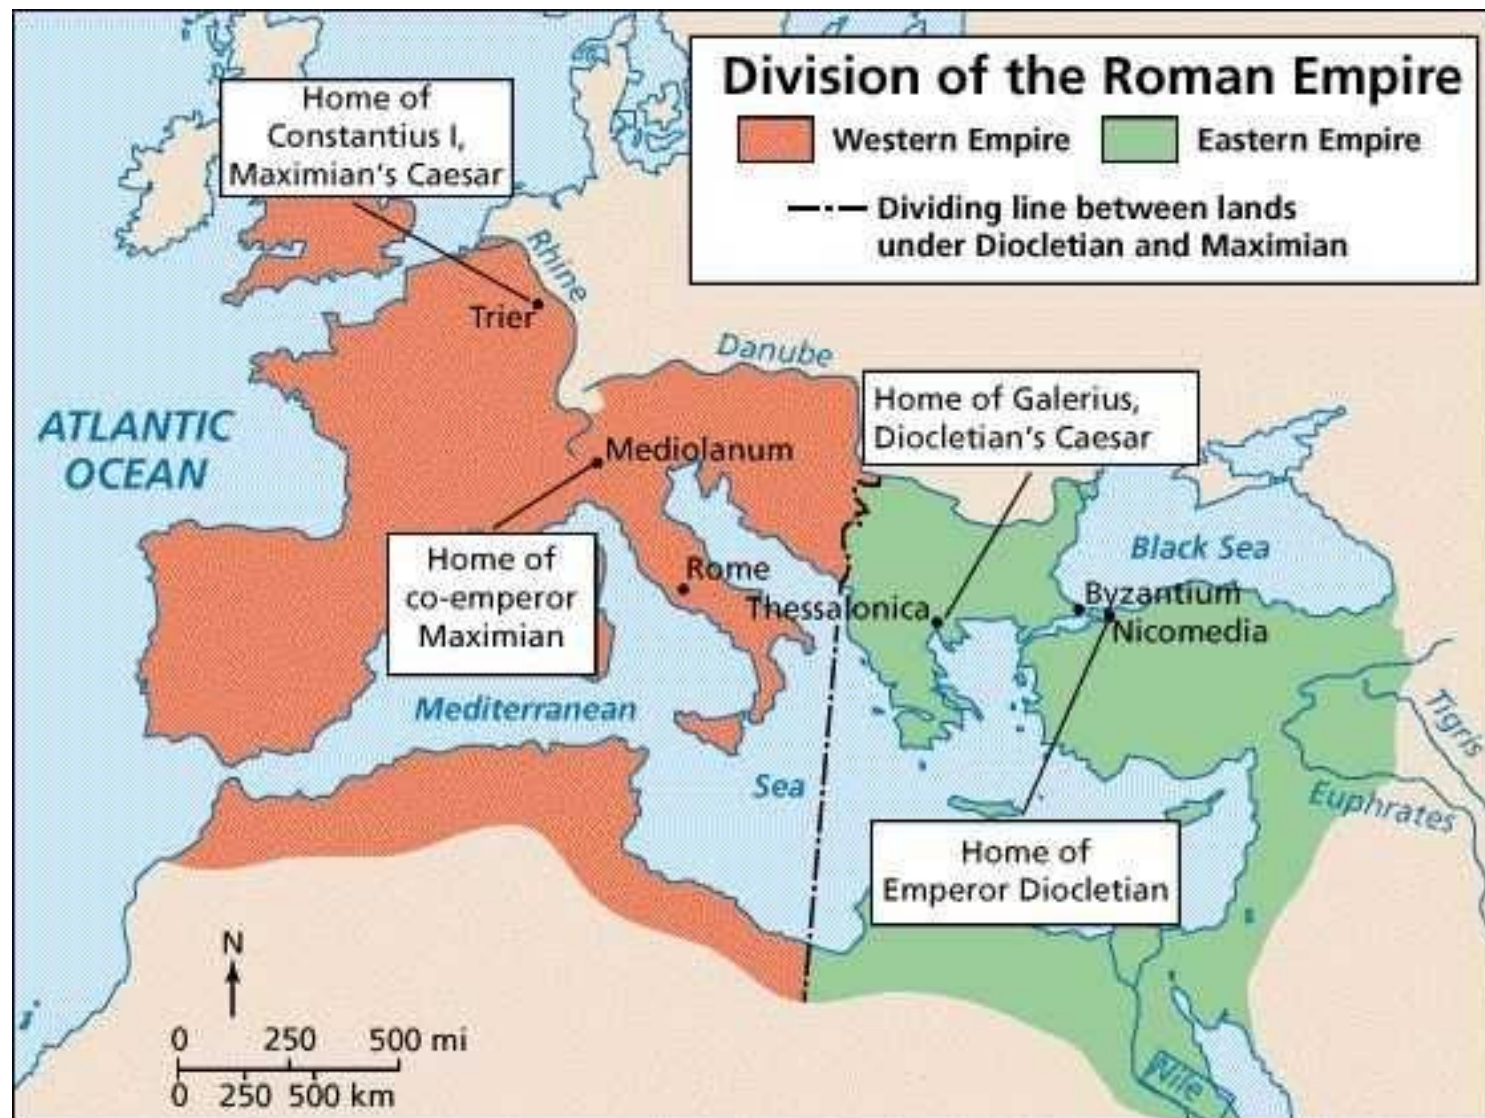 Division of the Roman Empire
Western Empire
Eastern Empire
Dividing line between lands
under Diocletian and Maximian
Home of
Constantius I,
Maximian's Caesar
Rhine
Trier
Danube
Home of Galerius,
Diocletian's Caesar
ATLANTIC
OCEAN
Mediolanum
Home of
co-emperor
Maximian
Rome
Black Sea
Thessalonica
Byzantium
Nicomedia
Mediterranean
Sea
Tigris
Euphrates
Home of
Emperor Diocletian
N
0 250 500 mi
0 250 500 km
Nile